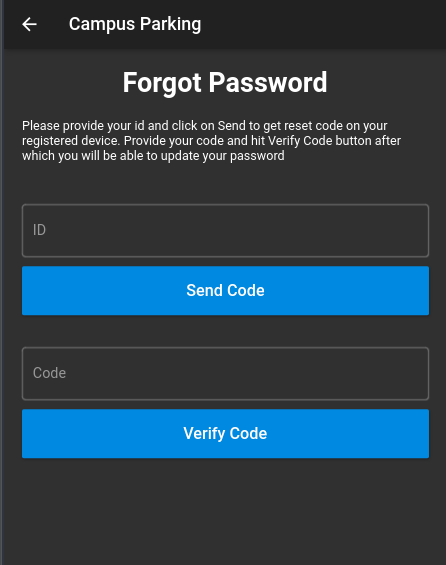 Campus Parking
Forgot Password
Please provide your id and click on Send to get reset code on your
registered device. Provide your code and hit Verify Code button after
which you will be able to update your password
ID
Send Code
Code
Verify Code